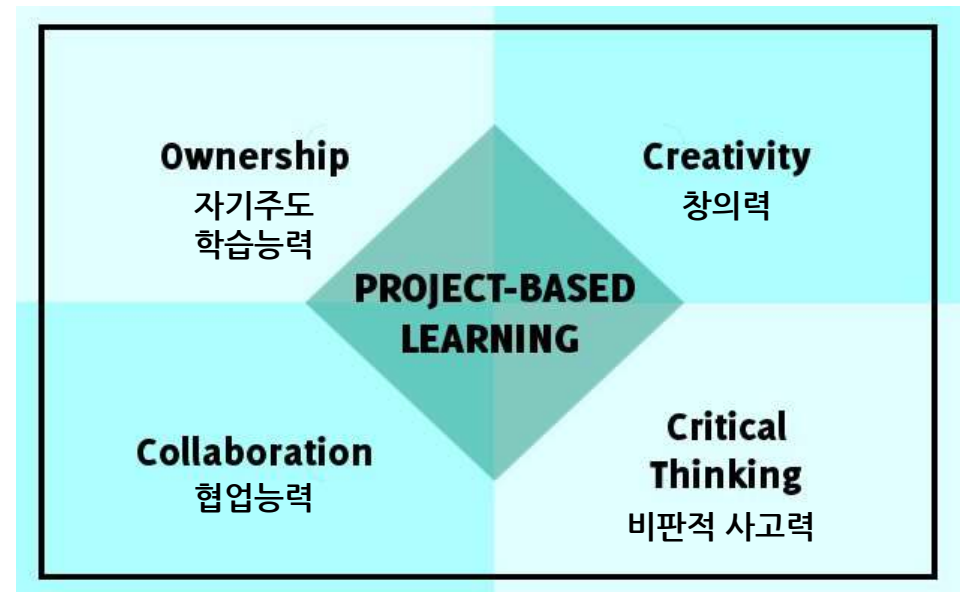 Ownership
자기주도
학습능력
Creativity
창의력
PROJECT-BASED
LEARNING
Collaboration
협업능력
Critical
Thinking
비판적 사고력